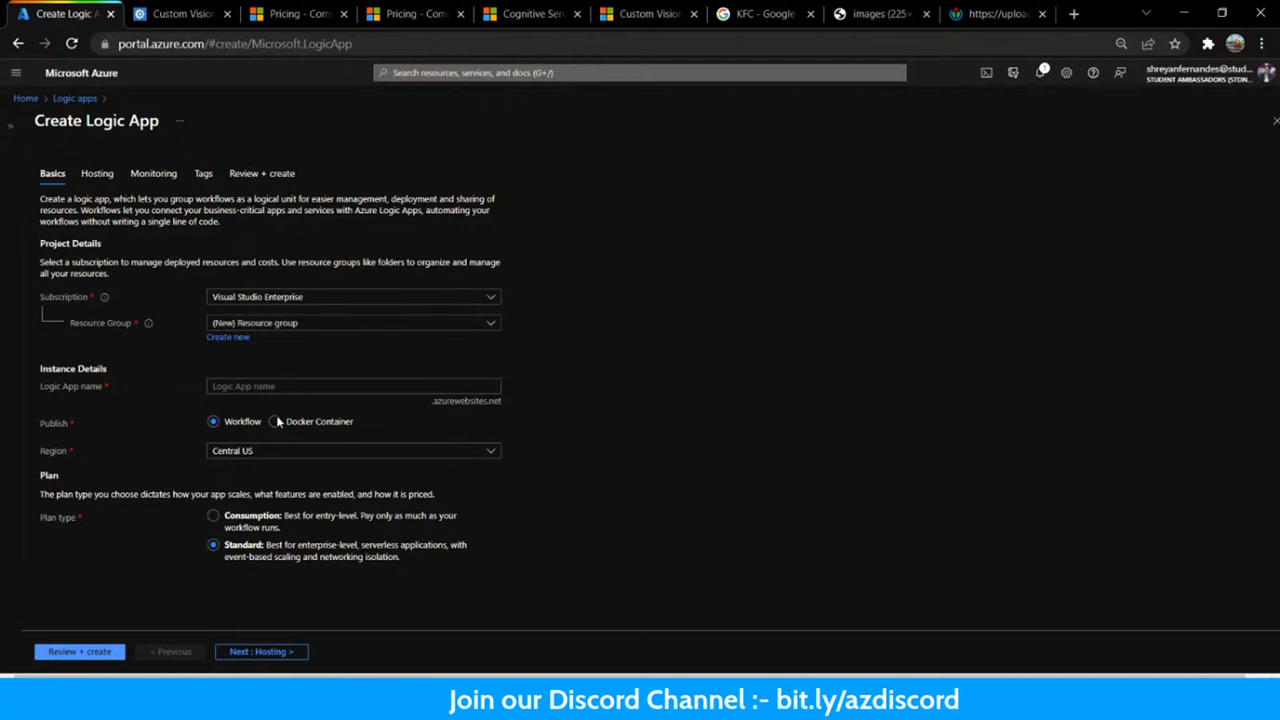 Create Logic A
Custom Vision
Pricing - Com
Pricing - Com
Cognitive Ser
Custom Vision
KFC - Google
images (225×
https://uploa
portal.azure.com/#create/Microsoft.LogicApp
Microsoft Azure
Search resources, services, and docs (G+/)
1
shreyanfernandes@stud...
STUDENT AMBASSADORS (STDN...
Home > Logic apps >
Create Logic App ...
Basics Hosting Monitoring Tags Review + create
Create a logic app, which lets you group workflows as a logical unit for easier management, deployment and sharing of
resources. Workflows let you connect your business-critical apps and services with Azure Logic Apps, automating your
workflows without writing a single line of code.
Project Details
Select a subscription to manage deployed resources and costs. Use resource groups like folders to organize and manage
all your resources.
Subscription * Visual Studio Enterprise
Resource Group * (New) Resource group
Create new
Instance Details
Logic App name * Logic App name
.azurewebsites.net
Publish * Workflow Docker Container
Region * Central US
Plan
The plan type you choose dictates how your app scales, what features are enabled, and how it is priced.
Plan type * Consumption: Best for entry-level. Pay only as much as your
workflow runs.
Standard: Best for enterprise-level, serverless applications, with
event-based scaling and networking isolation.
Review + create < Previous Next : Hosting >
Join our Discord Channel :- bit.ly/azdiscord